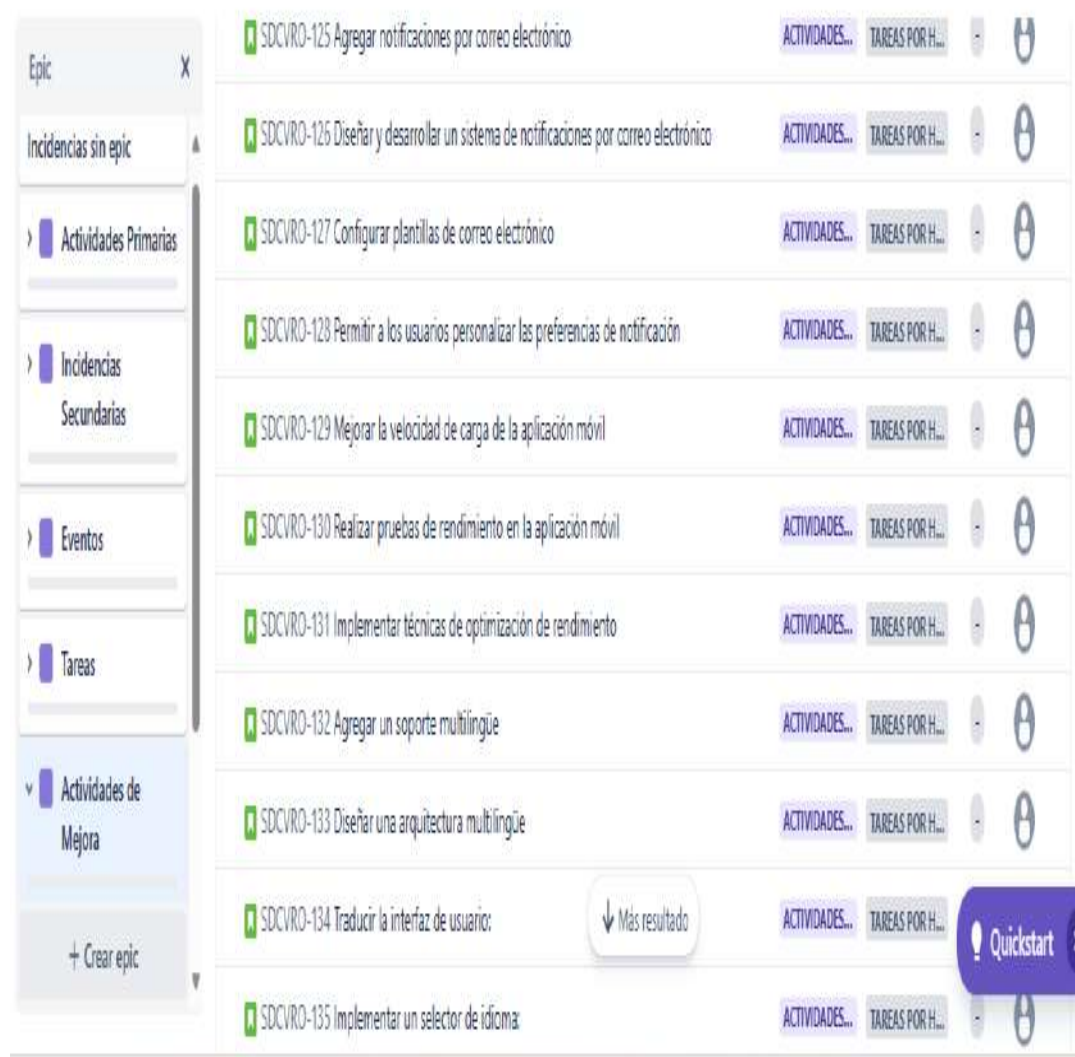 Epic X
Incidencias sin epic
Actividades Primarias
Incidencias
Secundarias
Eventos
Tareas
Actividades de
Mejora
+ Crear epic
SDCVRO-125 Agregar notificaciones por correo electrónico ACTIVIDADES... TAREAS POR H... -
SDCVRO-126 Diseñar y desarrollar un sistema de notificaciones por correo electrónico ACTIVIDADES... TAREAS POR H... -
SDCVRO-127 Configurar plantillas de correo electrónico ACTIVIDADES... TAREAS POR H... -
SDCVRO-128 Permitir a los usuarios personalizar las preferencias de notificación ACTIVIDADES... TAREAS POR H... -
SDCVRO-129 Mejorar la velocidad de carga de la aplicación móvil ACTIVIDADES... TAREAS POR H... -
SDCVRO-130 Realizar pruebas de rendimiento en la aplicación móvil ACTIVIDADES... TAREAS POR H... -
SDCVRO-131 Implementar técnicas de optimización de rendimiento ACTIVIDADES... TAREAS POR H... -
SDCVRO-132 Agregar un soporte multilingüe ACTIVIDADES... TAREAS POR H... -
SDCVRO-133 Diseñar una arquitectura multilingüe ACTIVIDADES... TAREAS POR H... -
SDCVRO-134 Traducir la interfaz de usuario: ACTIVIDADES... TAREAS POR H...
Más resultado
Quickstart
SDCVRO-135 Implementar un selector de idioma: ACTIVIDADES... TAREAS POR H... -